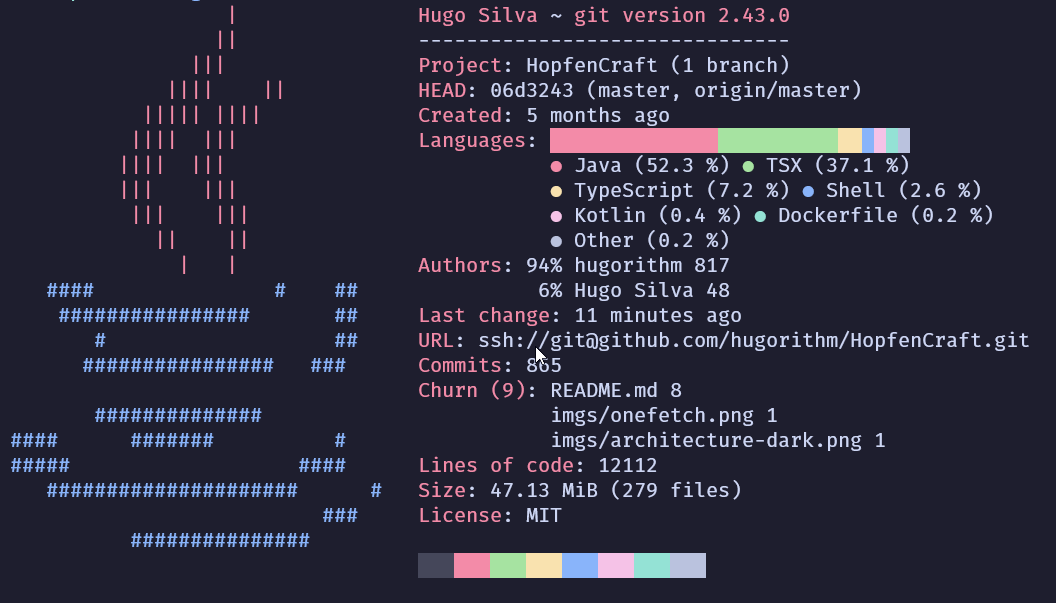 Hugo Silva ~ git version 2.43.0
-------------------------------
Project: HopfenCraft (1 branch)
HEAD: 06d3243 (master, origin/master)
Created: 5 months ago
Languages:
● Java (52.3 %) ● TSX (37.1 %)
● TypeScript (7.2 %) ● Shell (2.6 %)
● Kotlin (0.4 %) ● Dockerfile (0.2 %)
● Other (0.2 %)
Authors: 94% hugorithm 817
6% Hugo Silva 48
Last change: 11 minutes ago
URL: ssh://git@github.com/hugorithm/HopfenCraft.git
Commits: 865
Churn (9): README.md 8
imgs/onefetch.png 1
imgs/architecture-dark.png 1
Lines of code: 12112
Size: 47.13 MiB (279 files)
License: MIT